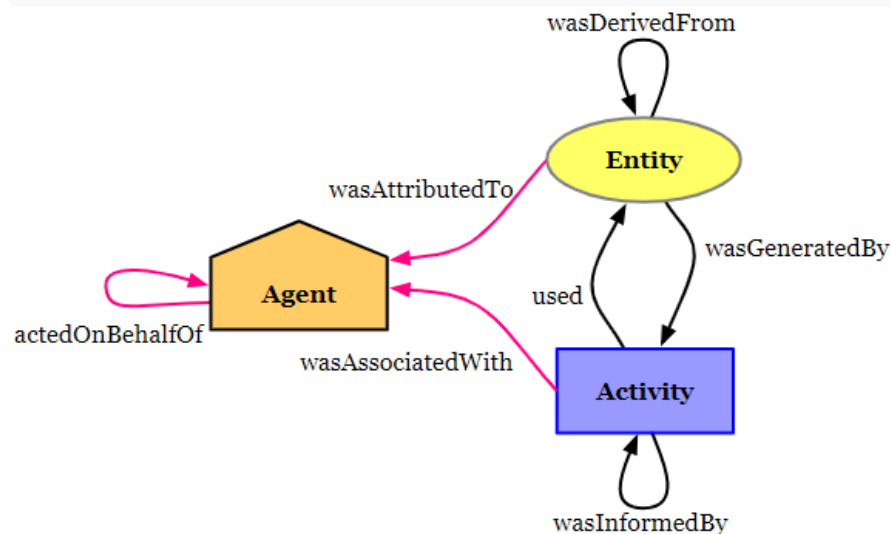 wasDerivedFrom
Entity
wasAttributedTo
wasGeneratedBy
used
Agent
actedOnBehalfOf
wasAssociatedWith
Activity
wasInformedBy